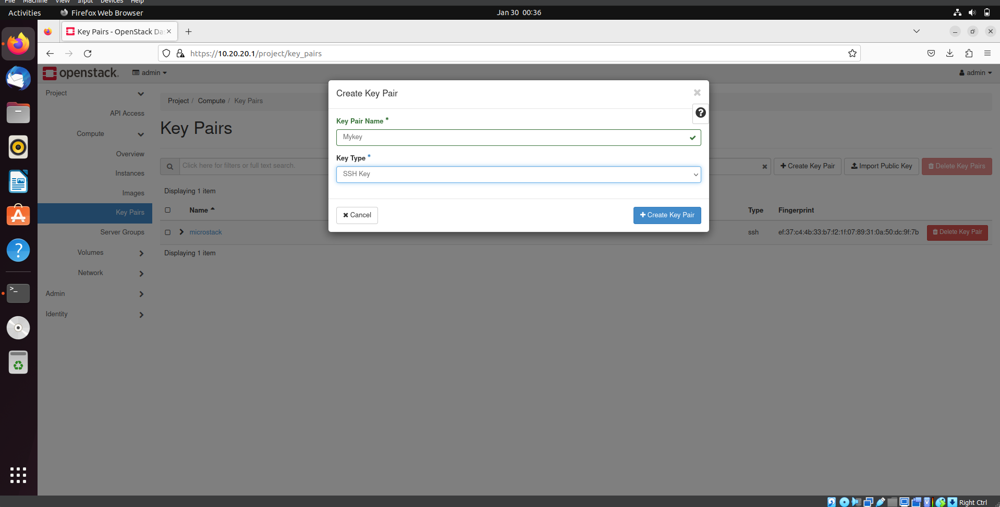 File Machine View Input Devices Help
Activities Firefox Web Browser Jan 30 00:36
Key Pairs - OpenStack Da
https://10.20.20.1/project/key_pairs
openstack. admin admin
Project
API Access
Compute
Overview
Instances
Images
Key Pairs
Server Groups
Volumes
Network
Admin
Identity
Project / Compute / Key Pairs
Key Pairs
Click here for filters or full text search.
Create Key Pair Import Public Key Delete Key Pairs
Displaying 1 item
Name Type Fingerprint
microstack ssh ef:37:c4:4b:33:b7:f2:1f:07:89:31:0a:50:dc:9f:7b Delete Key Pair
Displaying 1 item
Create Key Pair
Key Pair Name *
Mykey
Key Type *
SSH Key
Cancel Create Key Pair
Right Ctrl